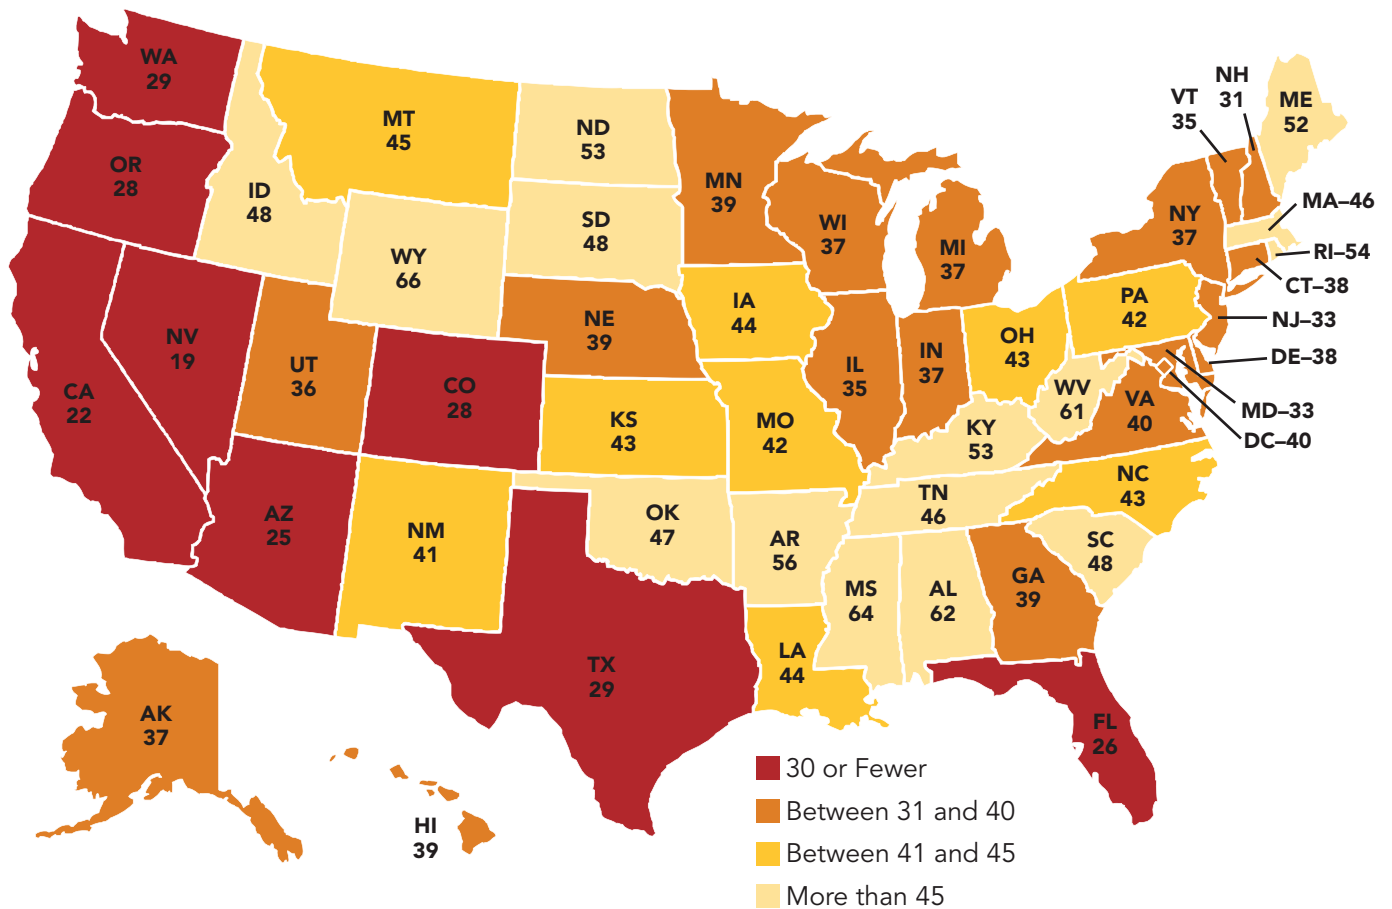 WA
29
OR
28
CA
22
NV
19
ID
48
MT
45
WY
66
UT
36
CO
28
AZ
25
NM
41
ND
53
SD
48
NE
39
KS
43
OK
47
TX
29
MN
39
IA
44
MO
42
AR
56
LA
44
WI
37
IL
35
MI
37
IN
37
OH
43
KY
53
TN
46
MS
64
AL
62
GA
39
FL
26
SC
48
NC
43
VA
40
WV
61
PA
42
NY
37
VT
35
NH
31
ME
52
MA–46
RI–54
CT–38
NJ–33
DE–38
MD–33
DC–40
AK
37
HI
39
30 or Fewer
Between 31 and 40
Between 41 and 45
More than 45